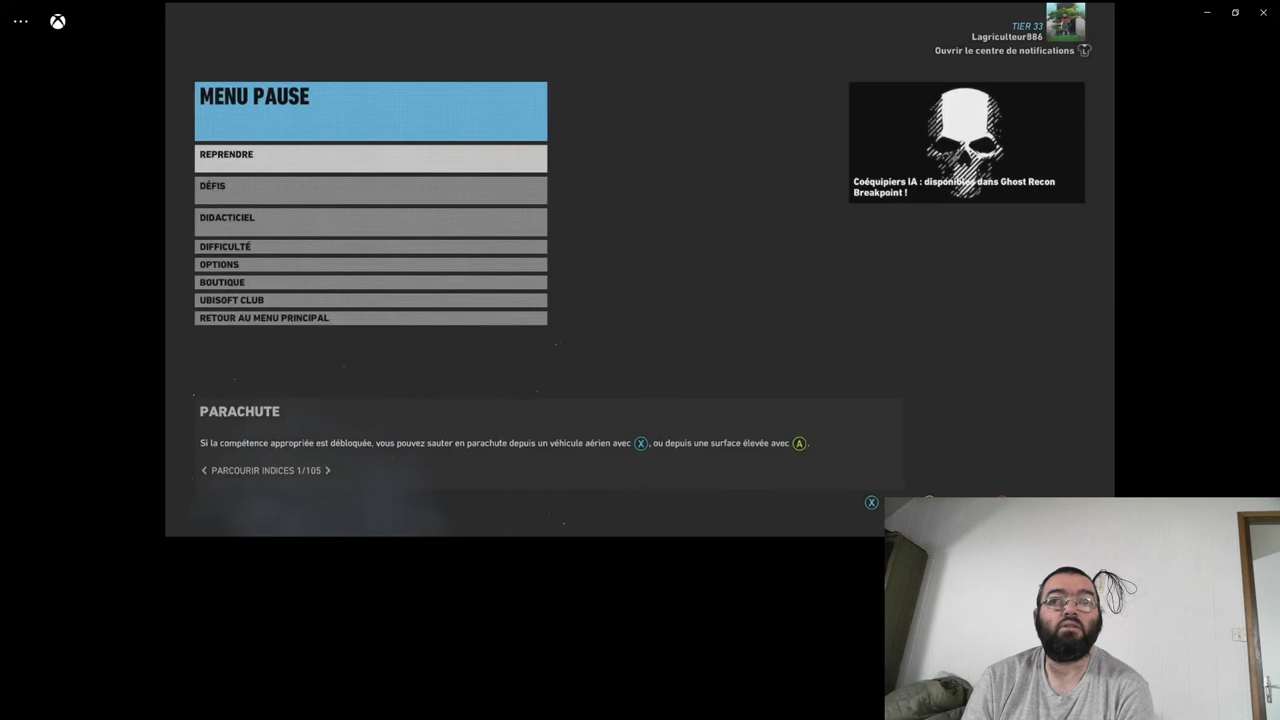 TIER 33
Lagriculteur886
Ouvrir le centre de notifications
MENU PAUSE
REPRENDRE
DÉFIS
DIDACTICIEL
DIFFICULTÉ
OPTIONS
BOUTIQUE
UBISOFT CLUB
RETOUR AU MENU PRINCIPAL
Coéquipiers IA : disponibles dans Ghost Recon
Breakpoint !
PARACHUTE
Si la compétence appropriée est débloquée, vous pouvez sauter en parachute depuis un véhicule aérien avec X, ou depuis une surface élevée avec A.
< PARCOURIR INDICES 1/105 >
X